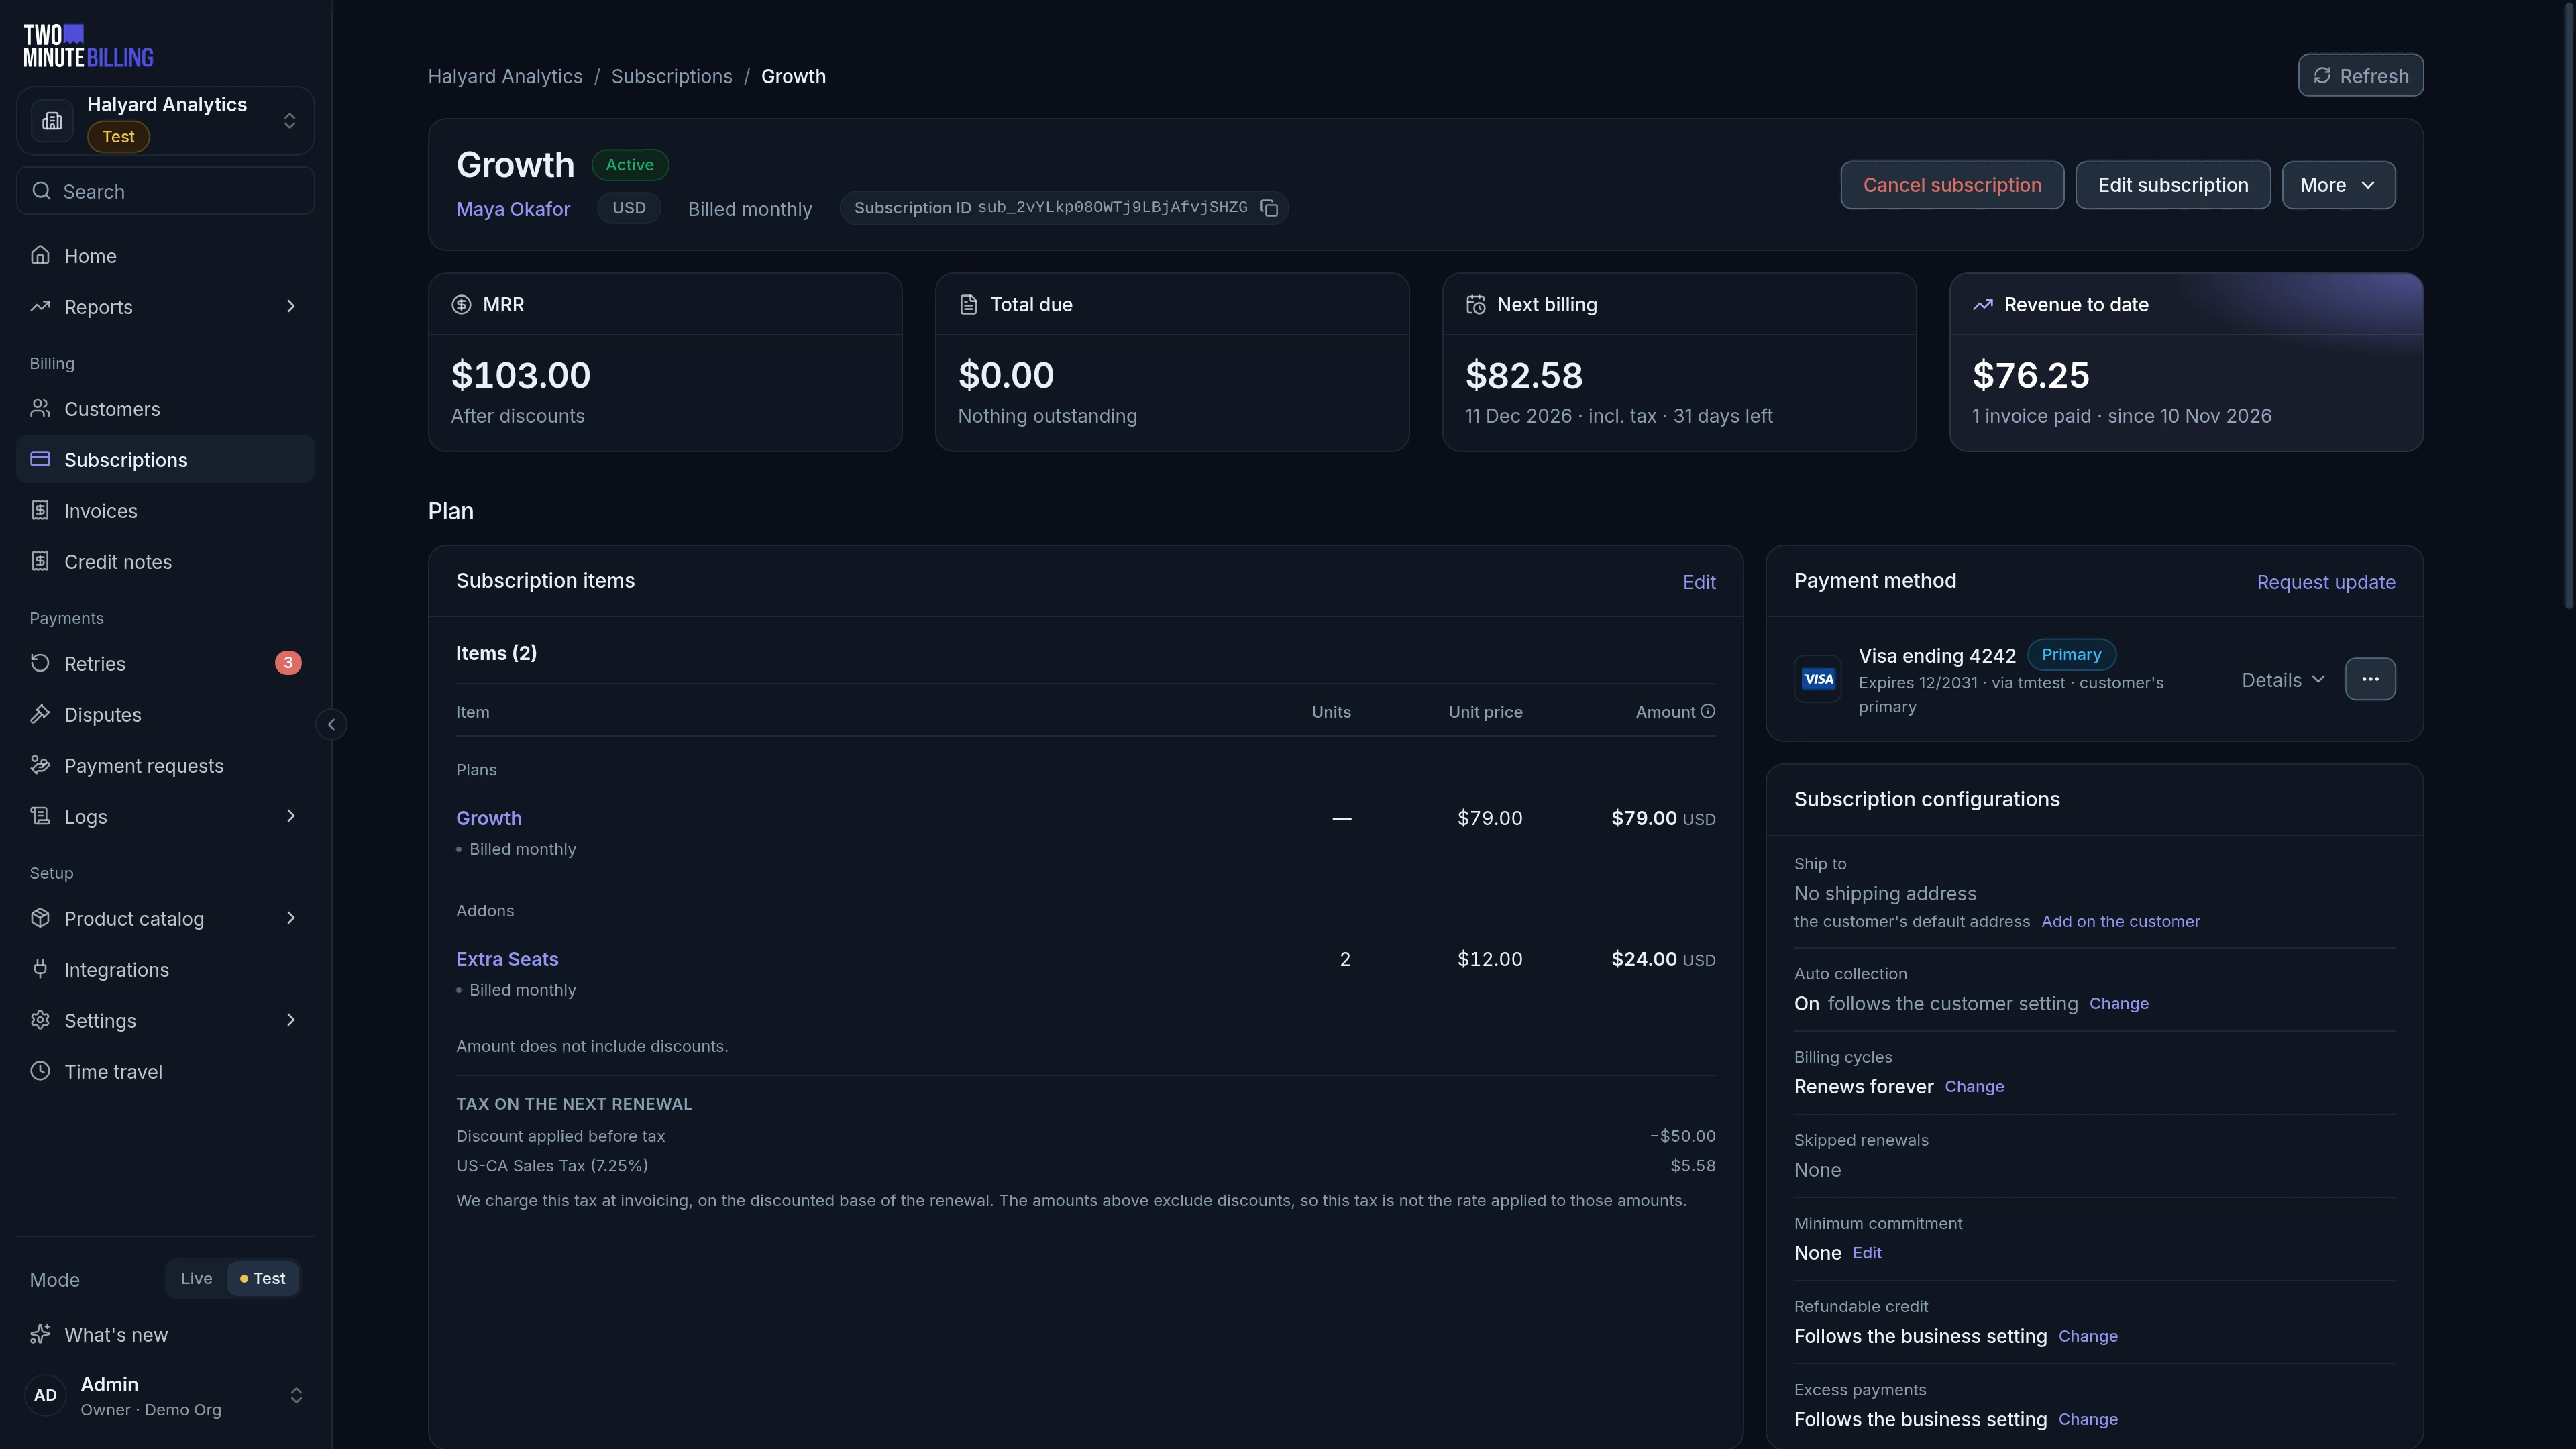 TWO
MINUTE BILLING
Halyard Analytics
Test
Search
Home
Reports
Billing
Customers
Subscriptions
Invoices
Credit notes
Payments
Retries 3
Disputes
Payment requests
Logs
Setup
Product catalog
Integrations
Settings
Time travel
Mode Live Test
What's new
AD Admin
Owner · Demo Org
Halyard Analytics / Subscriptions / Growth
Refresh
Growth Active
Maya Okafor USD Billed monthly Subscription ID sub_2vYLkp08OWTj9LBjAfvjSHZG
Cancel subscription Edit subscription More
MRR
$103.00
After discounts
Total due
$0.00
Nothing outstanding
Next billing
$82.58
11 Dec 2026 · incl. tax · 31 days left
Revenue to date
$76.25
1 invoice paid · since 10 Nov 2026
Plan
Subscription items Edit
Items (2)
Item Units Unit price Amount
Plans
Growth — $79.00 $79.00 USD
• Billed monthly
Addons
Extra Seats 2 $12.00 $24.00 USD
• Billed monthly
Amount does not include discounts.
TAX ON THE NEXT RENEWAL
Discount applied before tax −$50.00
US-CA Sales Tax (7.25%) $5.58
We charge this tax at invoicing, on the discounted base of the renewal. The amounts above exclude discounts, so this tax is not the rate applied to those amounts.
Payment method Request update
VISA
Visa ending 4242 Primary
Expires 12/2031 · via tmtest · customer's
primary
Details
Subscription configurations
Ship to
No shipping address
the customer's default address Add on the customer
Auto collection
On follows the customer setting Change
Billing cycles
Renews forever Change
Skipped renewals
None
Minimum commitment
None Edit
Refundable credit
Follows the business setting Change
Excess payments
Follows the business setting Change